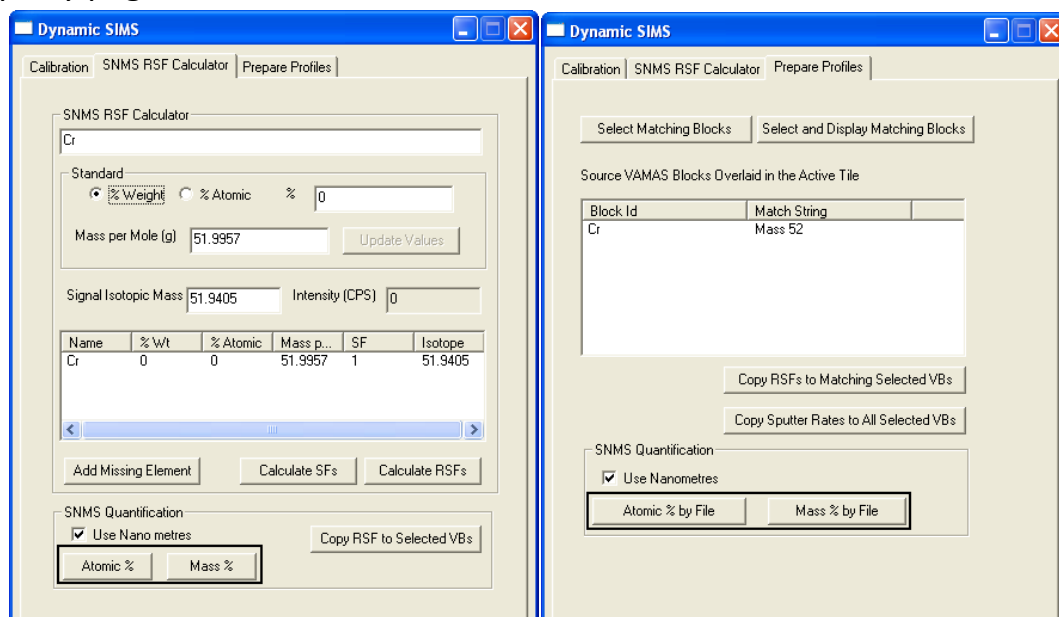 Dynamic SIMS
Calibration SNMS RSF Calculator Prepare Profiles
SNMS RSF Calculator
Cr
Standard
% Weight % Atomic % 0
Mass per Mole (g) 51.9957 Update Values
Signal Isotopic Mass 51.9405 Intensity (CPS) 0
Name % Wt % Atomic Mass p... SF Isotope
Cr 0 0 51.9957 1 51.9405
Add Missing Element Calculate SFs Calculate RSFs
SNMS Quantification
Use Nano metres
Copy RSF to Selected VBs
Atomic % Mass %
Dynamic SIMS
Calibration SNMS RSF Calculator Prepare Profiles
Select Matching Blocks Select and Display Matching Blocks
Source VAMAS Blocks Overlaid in the Active Tile
Block Id Match String
Cr Mass 52
Copy RSFs to Matching Selected VBs
Copy Sputter Rates to All Selected VBs
SNMS Quantification
Use Nanometres
Atomic % by File Mass % by File